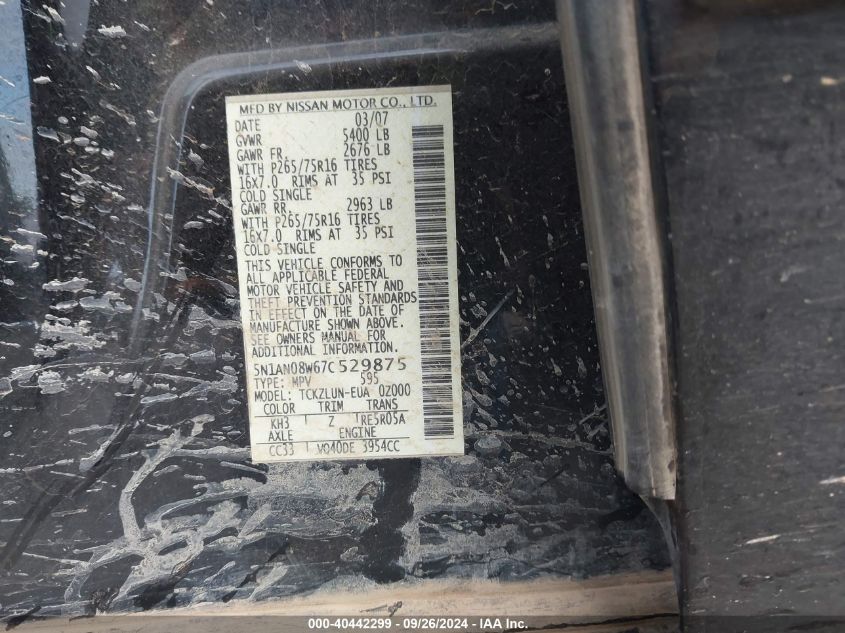 MFD BY NISSAN MOTOR CO., LTD.
DATE 03/07
GVWR 5400 LB
GAWR FR. 2676 LB
WITH P265/75R16 TIRES
16X7.0 RIMS AT 35 PSI
COLD SINGLE
GAWR RR. 2963 LB
WITH P265/75R16 TIRES
16X7.0 RIMS AT 35 PSI
COLD SINGLE
THIS VEHICLE CONFORMS TO
ALL APPLICABLE FEDERAL
MOTOR VEHICLE SAFETY AND
THEFT PREVENTION STANDARDS
IN EFFECT ON THE DATE OF
MANUFACTURE SHOWN ABOVE.
SEE OWNERS MANUAL FOR
ADDITIONAL INFORMATION.
5N1AN08W67C529875
TYPE: MPV 595
MODEL: TCKZLUN-EUA 0Z000
COLOR TRIM TRANS
KH3 Z RE5R05A
AXLE ENGINE
CC33 VQ40DE 3954CC
000-40442299 - 09/26/2024 - IAA Inc.